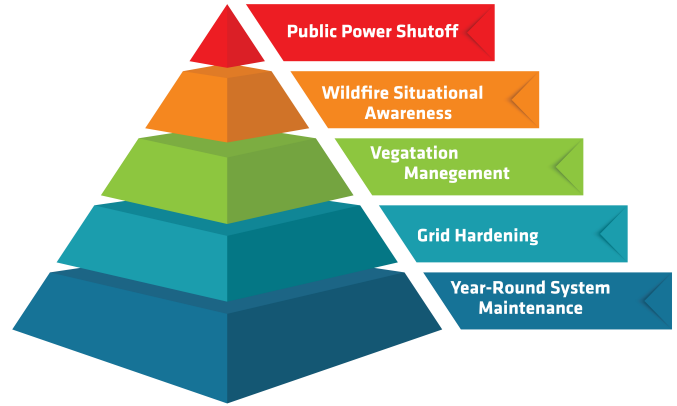 Public Power Shutoff
Wildfire Situational
Awareness
Vegatation
Manegement
Grid Hardening
Year-Round System
Maintenance